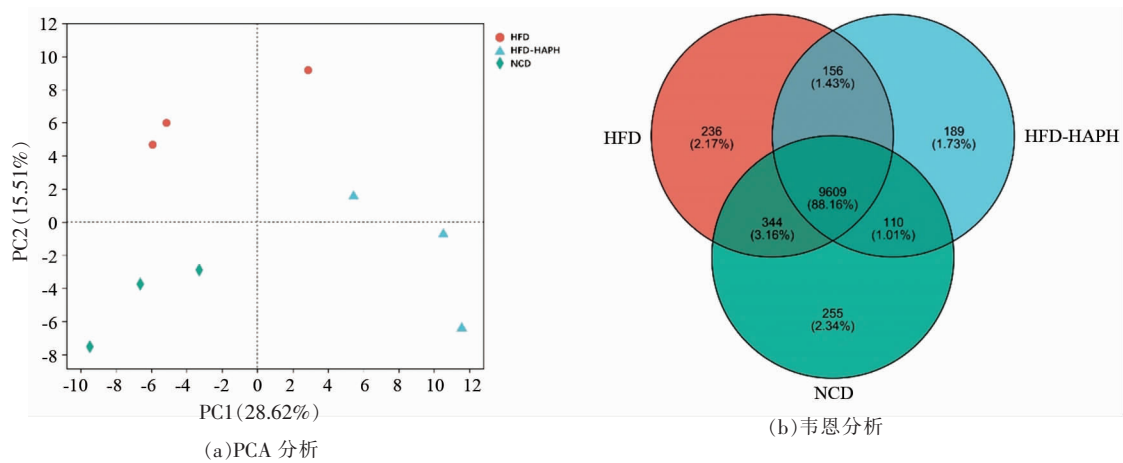 12
10
8
6
4
2
0
-2
-4
-6
-8
PC2(15.51%)
-10 -8 -6 -4 -2 0 2 4 6 8 10 12
PC1(28.62%)
HFD
HFD-HAPH
NCD
(a)PCA 分析
HFD
HFD-HAPH
NCD
156
(1.43%)
236
(2.17%)
189
(1.73%)
9609
(88.16%)
344
(3.16%)
110
(1.01%)
255
(2.34%)
(b)韦恩分析